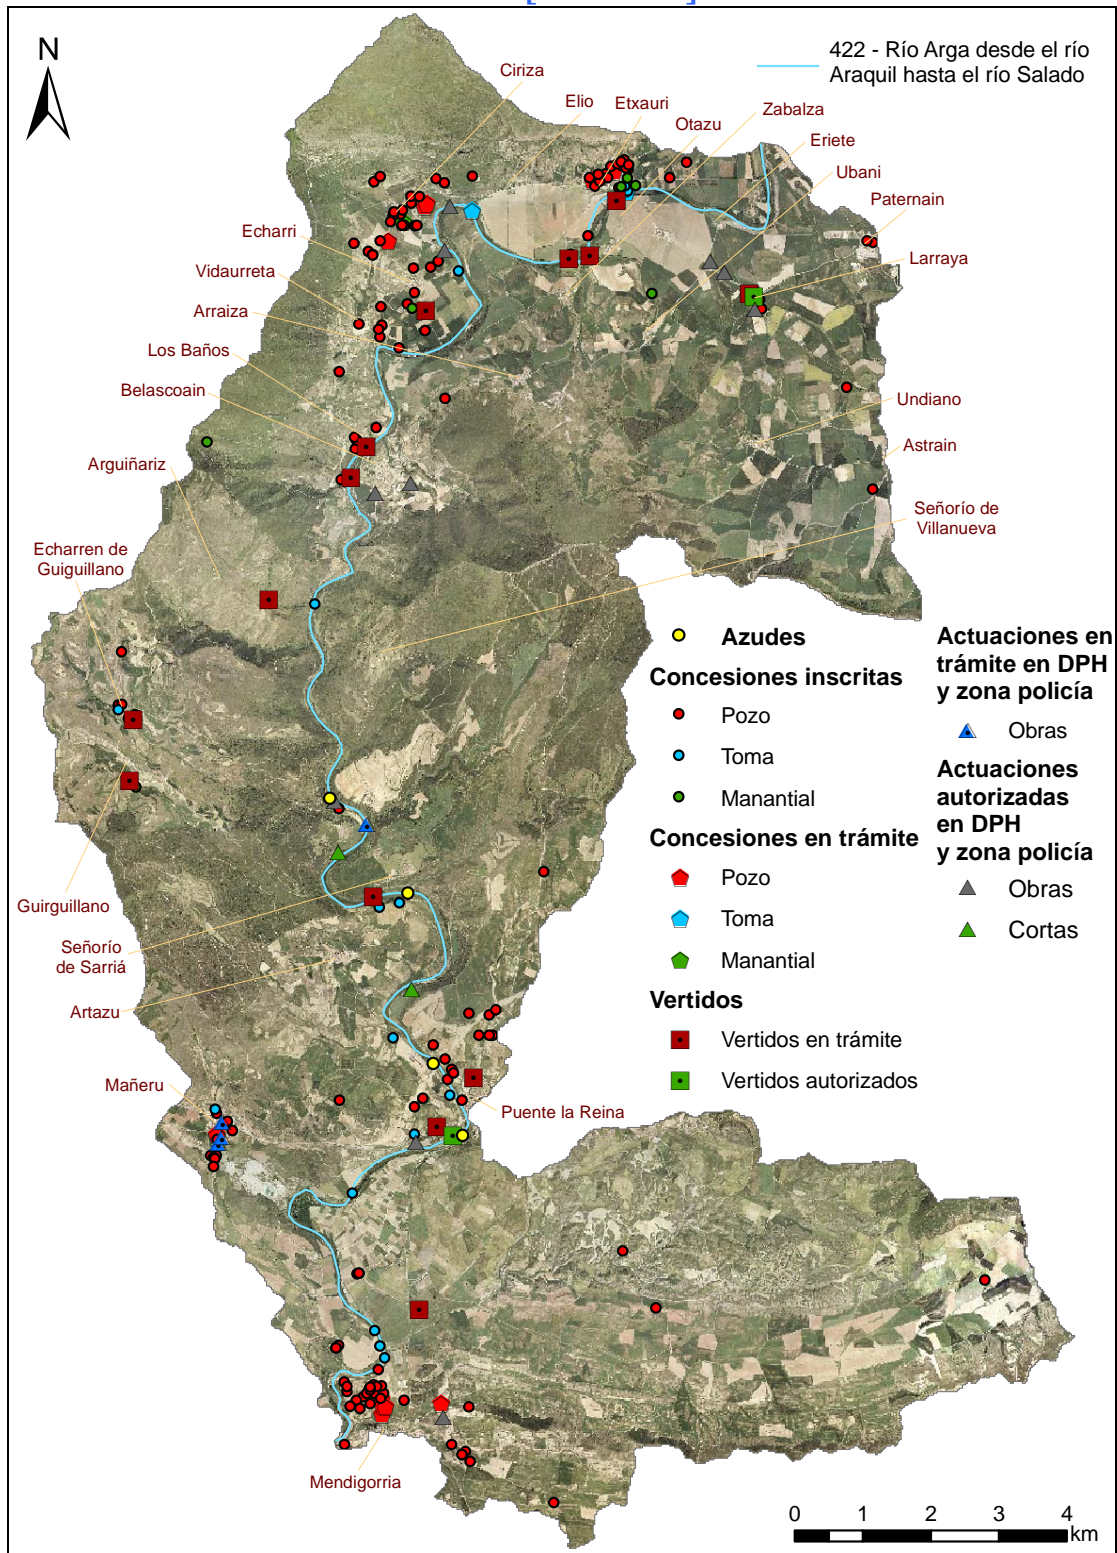 N
422 - Río Arga desde el río
Araquil hasta el río Salado
Ciriza
Elio
Etxauri
Otazu
Zabalza
Eriete
Ubani
Paternain
Larraya
Echarri
Vidaurreta
Arraiza
Los Baños
Belascoain
Arguiñariz
Echarren de
Guiguillano
Undiano
Astrain
Señorío de
Villanueva
Guirguillano
Señorío
de Sarriá
Artazu
Mañeru
Puente la Reina
Mendigorria
Azudes
Concesiones inscritas
Pozo
Toma
Manantial
Concesiones en trámite
Pozo
Toma
Manantial
Vertidos
Vertidos en trámite
Vertidos autorizados
Actuaciones en
trámite en DPH
y zona policía
Obras
Actuaciones
autorizadas
en DPH
y zona policía
Obras
Cortas
0 1 2 3 4
km